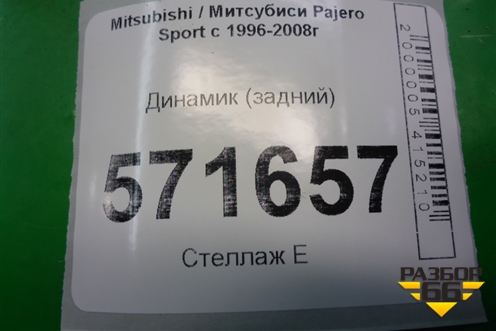 Mitsubishi / Митсубиси Pajero
Sport с 1996-2008г
Динамик (задний)
571657
Стеллаж Е
2000005415210
РАЗБОР
66